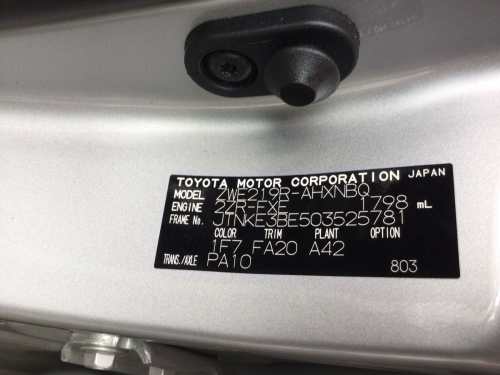 TOYOTA MOTOR CORPORATION JAPAN
MODEL ZWE219R-AHXNBQ
ENGINE 2ZR-FXE 1798 mL
FRAME No. JTNKE3BE503525781
COLOR TRIM PLANT OPTION
1F7 FA20 A42
TRANS./AXLE PA10
803